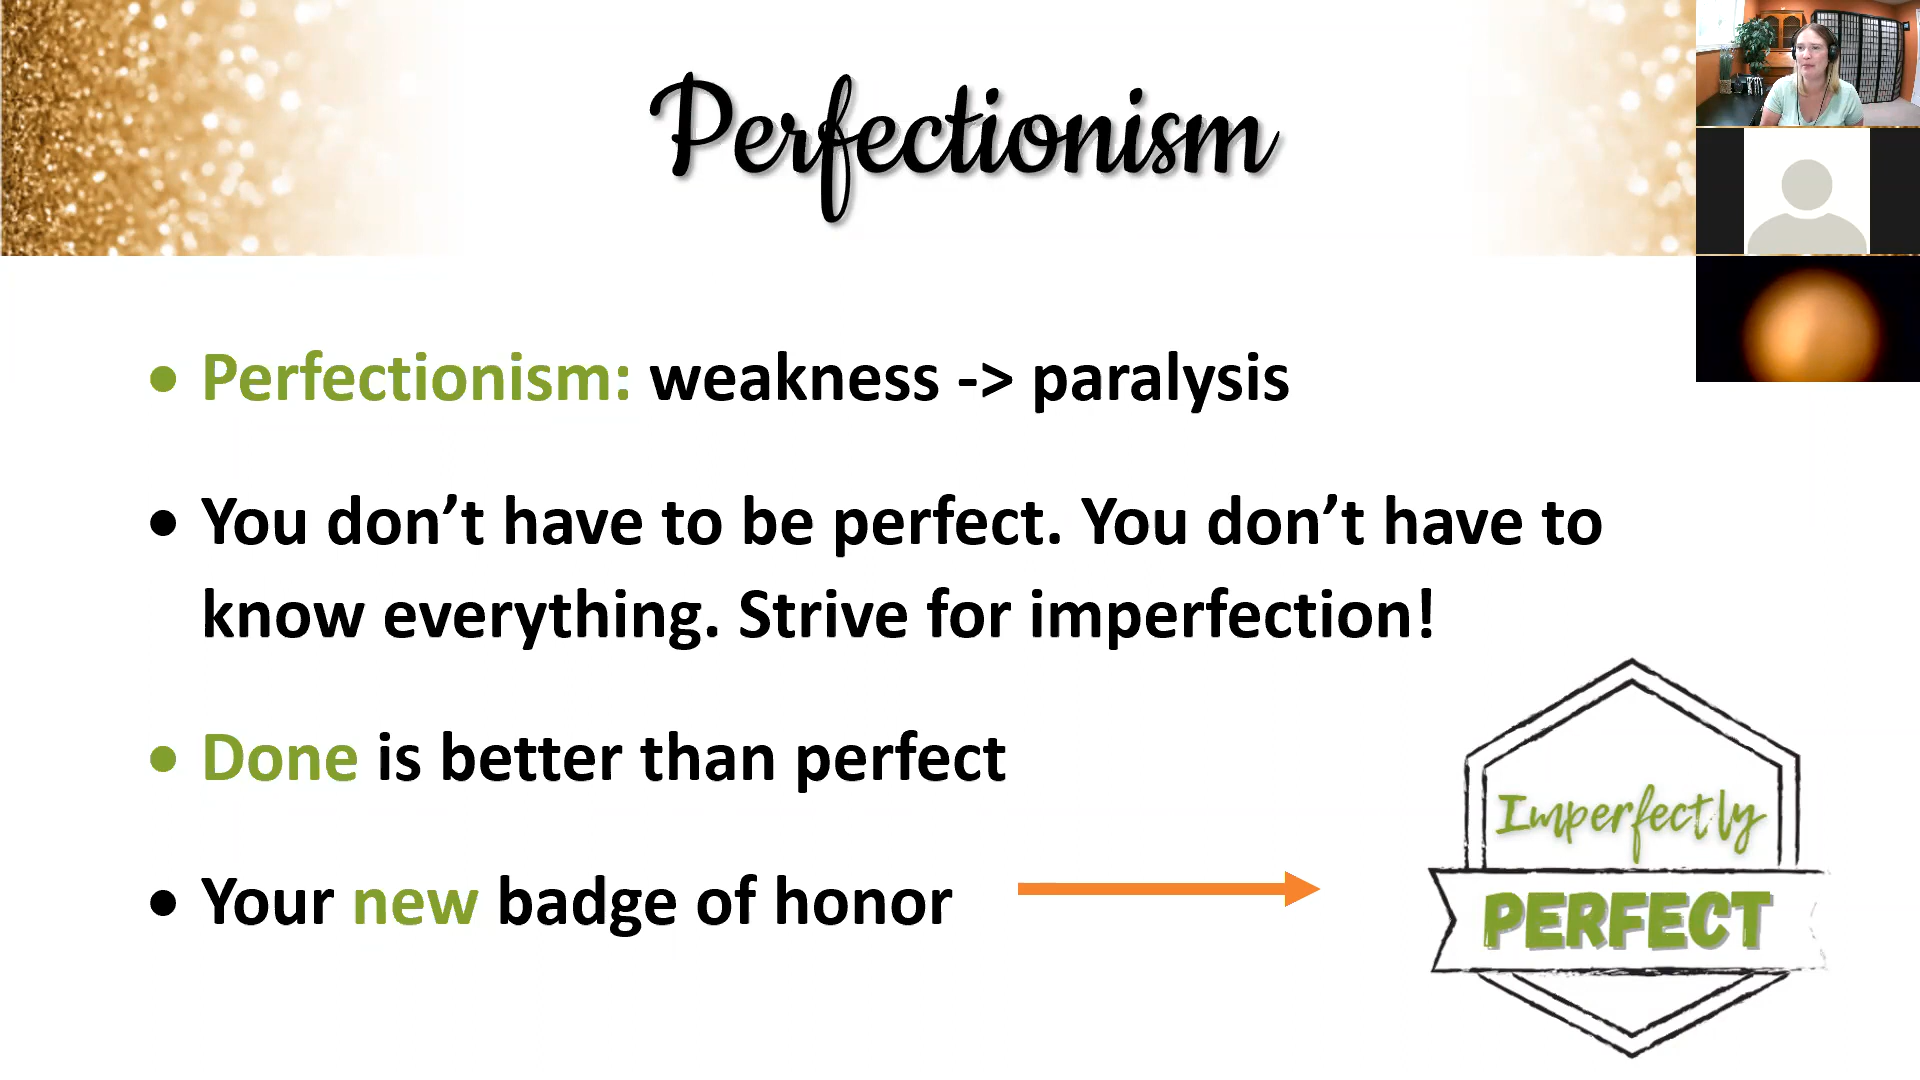 Perfectionism
• Perfectionism: weakness -> paralysis
• You don’t have to be perfect. You don’t have to
know everything. Strive for imperfection!
• Done is better than perfect
• Your new badge of honor
Imperfectly
PERFECT